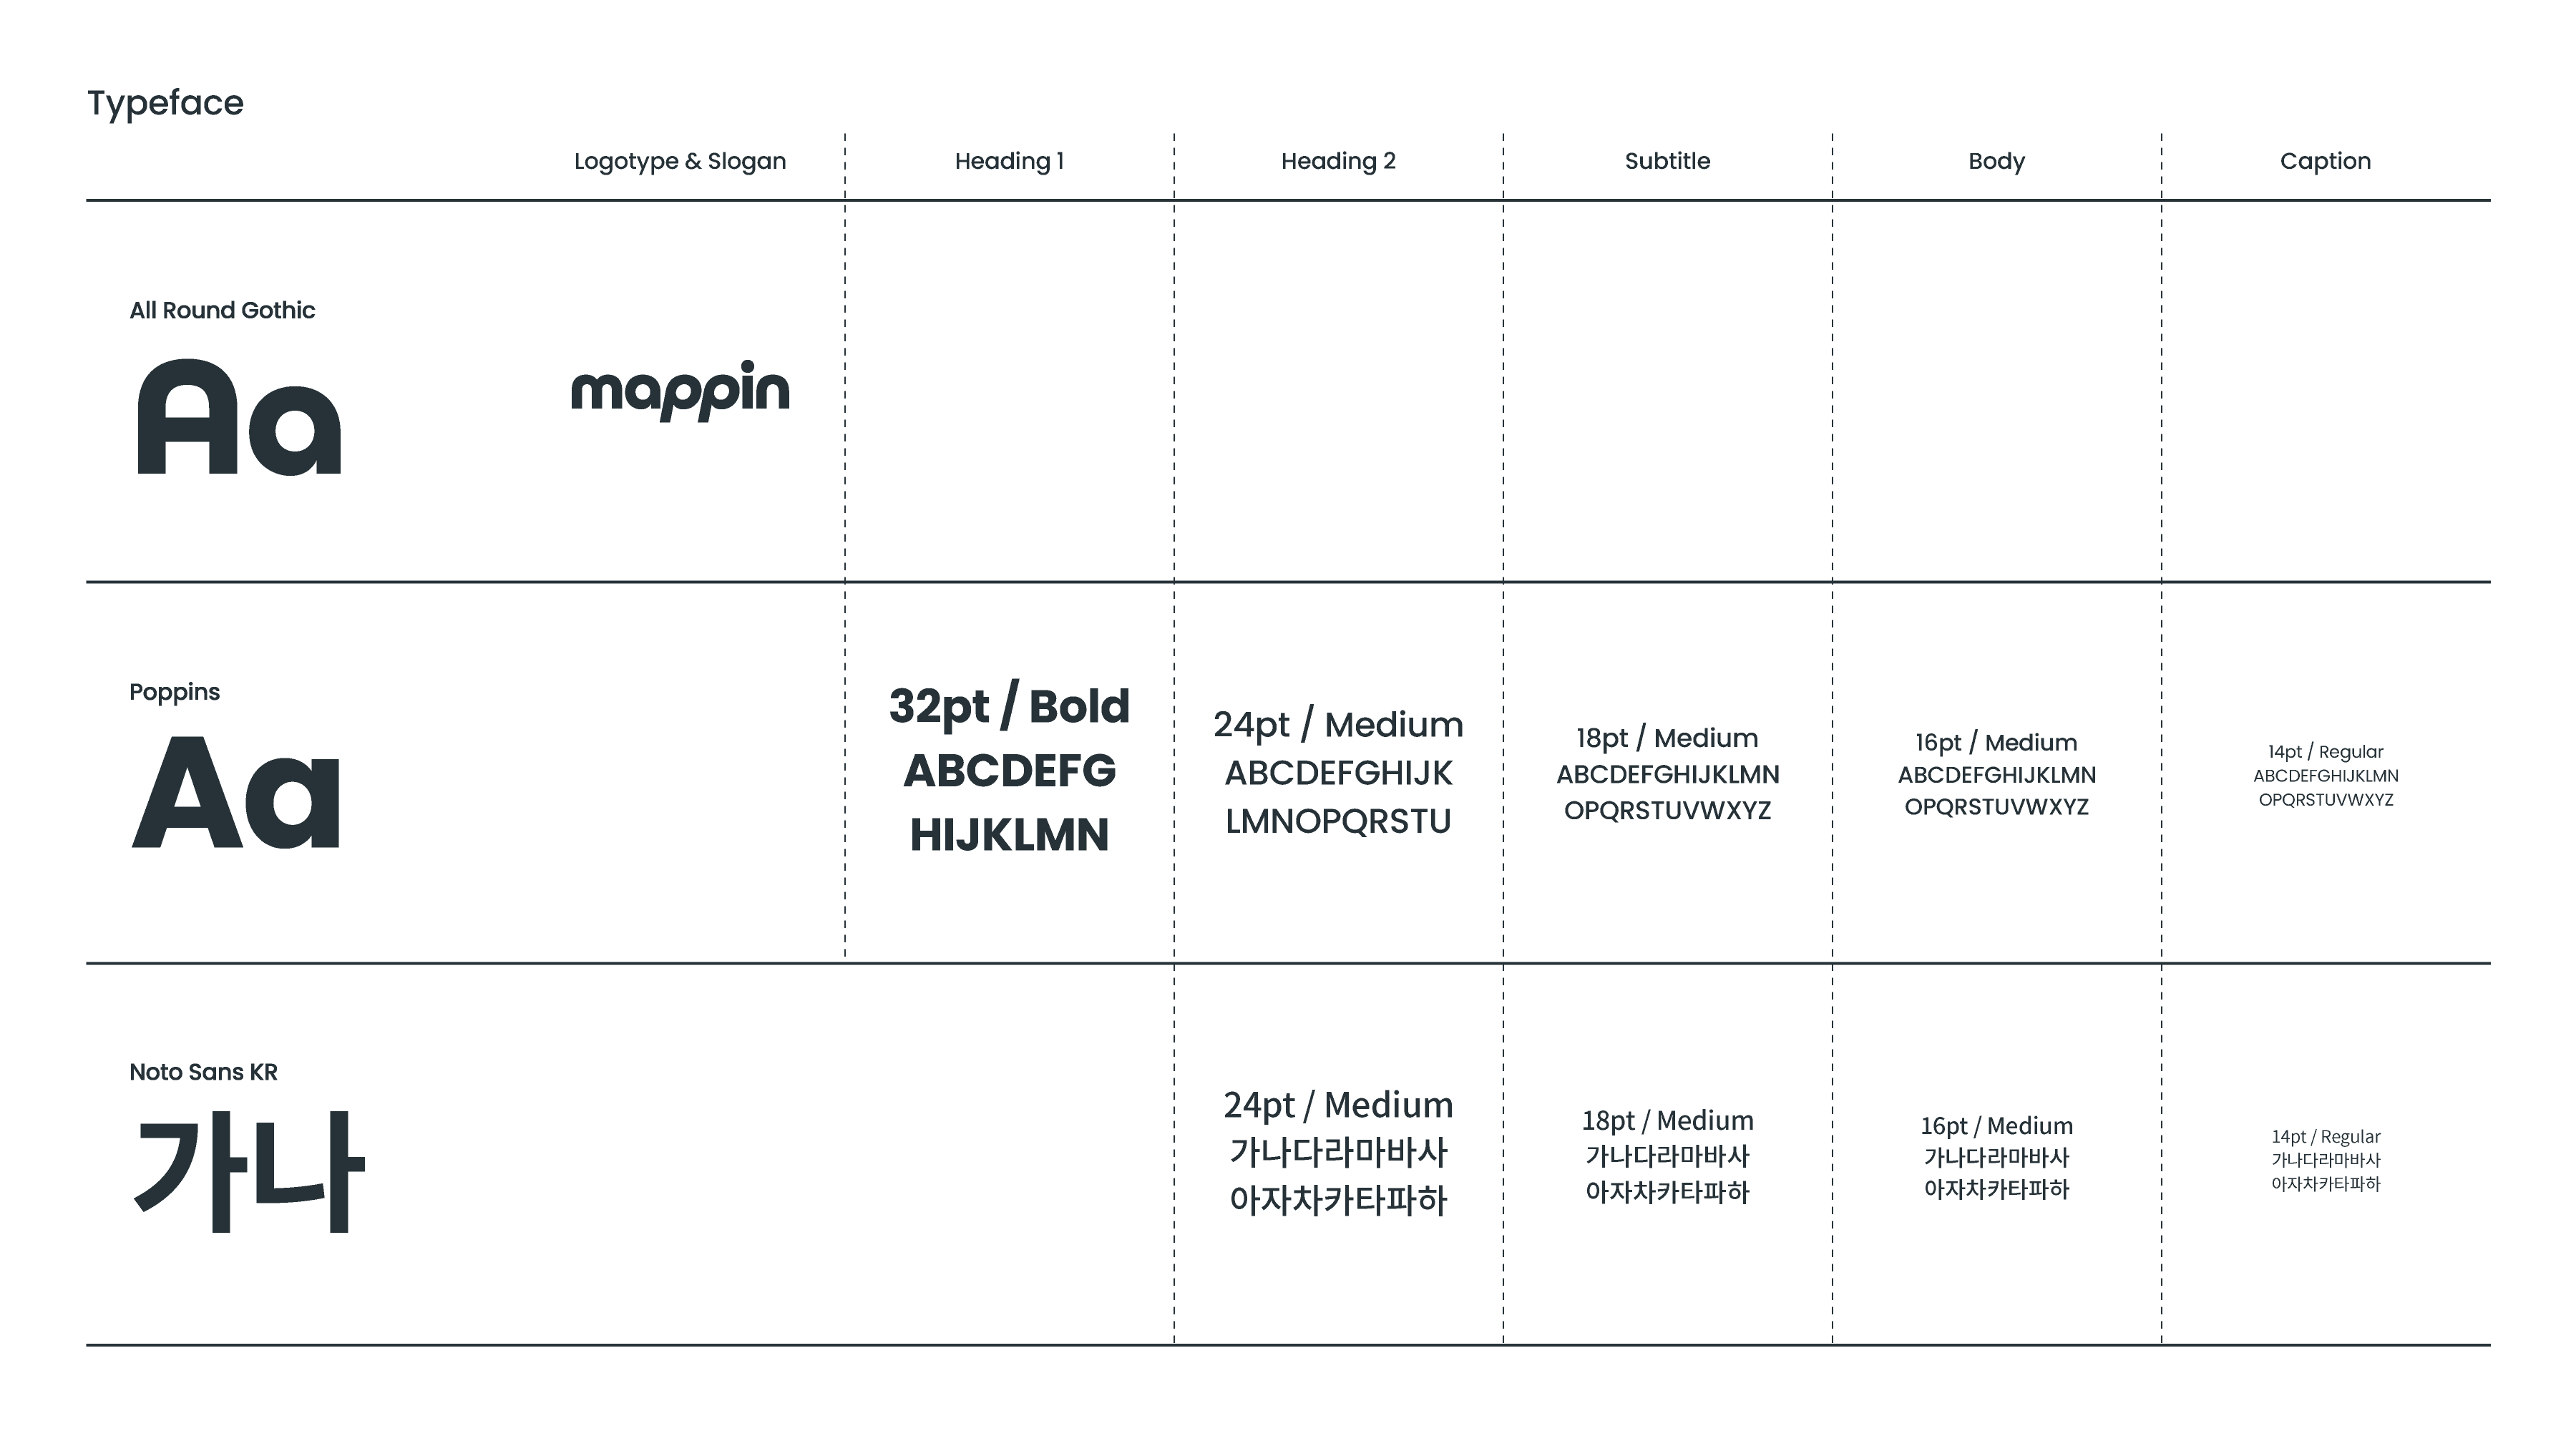 Typeface
Logotype & Slogan
Heading 1
Heading 2
Subtitle
Body
Caption
All Round Gothic
Aa
mappin
Poppins
Aa
32pt / Bold
ABCDEFG
HIJKLMN
24pt / Medium
ABCDEFGHIJK
LMNOPQRSTU
18pt / Medium
ABCDEFGHIJKLMN
OPQRSTUVWXYZ
16pt / Medium
ABCDEFGHIJKLMN
OPQRSTUVWXYZ
14pt / Regular
ABCDEFGHIJKLMN
OPQRSTUVWXYZ
Noto Sans KR
가나
24pt / Medium
가나다라마바사
아자차카타파하
18pt / Medium
가나다라마바사
아자차카타파하
16pt / Medium
가나다라마바사
아자차카타파하
14pt / Regular
가나다라마바사
아자차카타파하